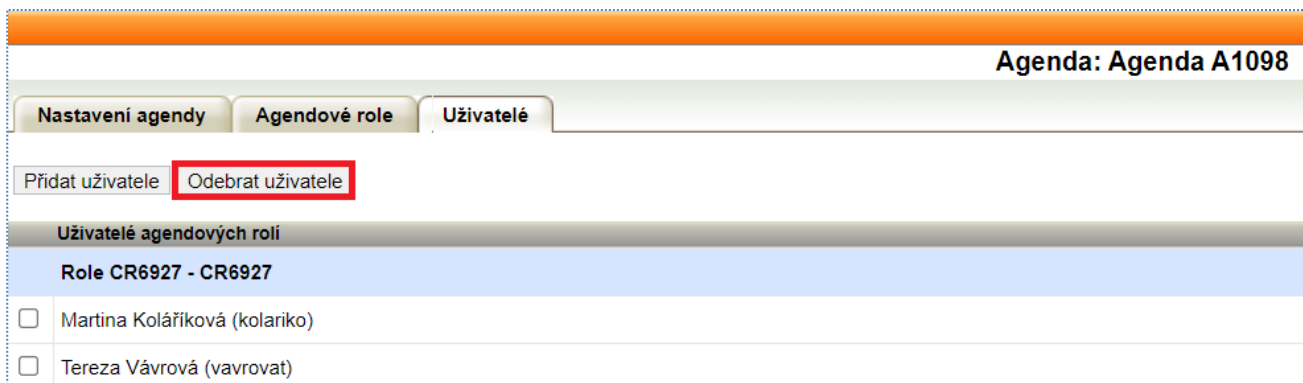 Agenda: Agenda A1098
Nastavení agendy Agendové role Uživatelé
Přidat uživatele Odebrat uživatele
Uživatelé agendových rolí
Role CR6927 - CR6927
Martina Koláříková (kolariko)
Tereza Vávrová (vavrovat)